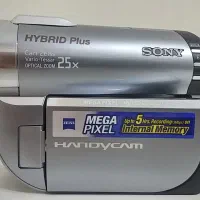 HYBRID Plus
SONY
Carl Zeiss
Vario-Tessar
OPTICAL ZOOM 25x
MEGA PIXEL
Up to 5 hrs. Recording
Internal Memory
HANDYCAM